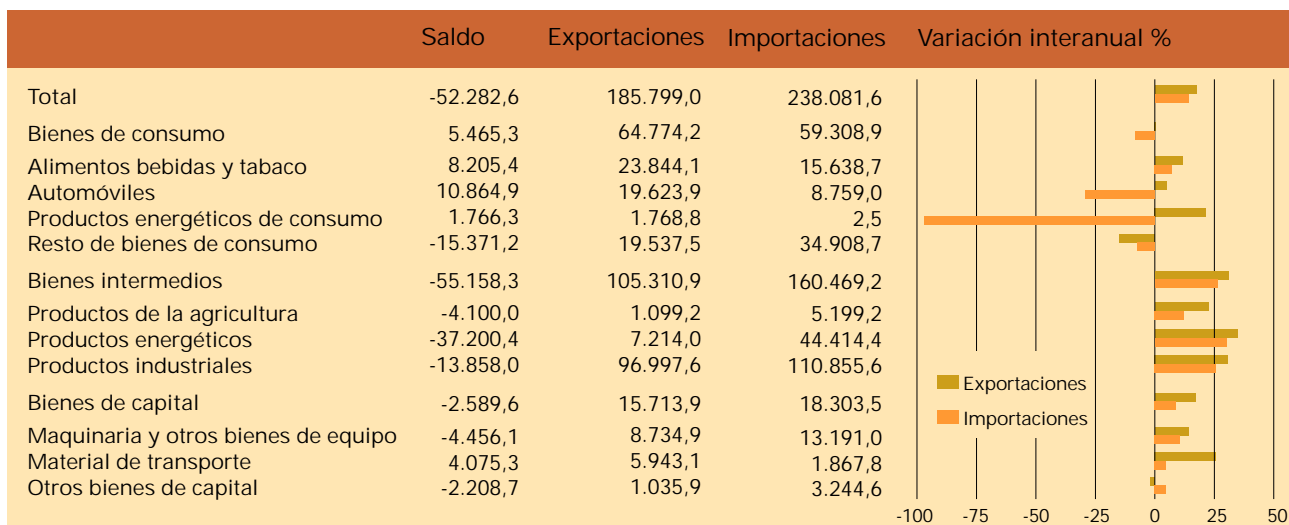 Saldo Exportaciones Importaciones Variación interanual %
Total -52.282,6 185.799,0 238.081,6
Bienes de consumo 5.465,3 64.774,2 59.308,9
Alimentos bebidas y tabaco 8.205,4 23.844,1 15.638,7
Automóviles 10.864,9 19.623,9 8.759,0
Productos energéticos de consumo 1.766,3 1.768,8 2,5
Resto de bienes de consumo -15.371,2 19.537,5 34.908,7
Bienes intermedios -55.158,3 105.310,9 160.469,2
Productos de la agricultura -4.100,0 1.099,2 5.199,2
Productos energéticos -37.200,4 7.214,0 44.414,4
Productos industriales -13.858,0 96.997,6 110.855,6
Exportaciones
Bienes de capital -2.589,6 15.713,9 18.303,5
Importaciones
Maquinaria y otros bienes de equipo -4.456,1 8.734,9 13.191,0
Material de transporte 4.075,3 5.943,1 1.867,8
Otros bienes de capital -2.208,7 1.035,9 3.244,6
-100 -75 -50 -25 0 25 50